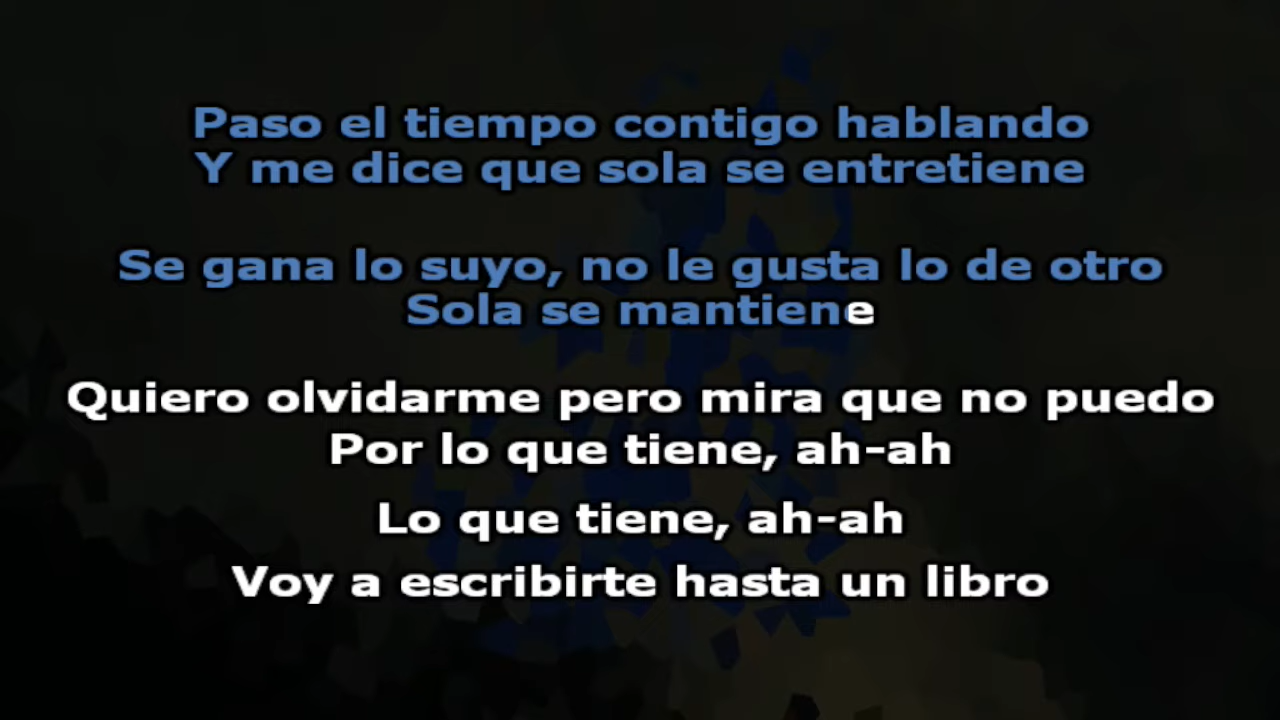 Paso el tiempo contigo hablando
Y me dice que sola se entretiene
Se gana lo suyo, no le gusta lo de otro
Sola se mantiene
Quiero olvidarme pero mira que no puedo
Por lo que tiene, ah-ah
Lo que tiene, ah-ah
Voy a escribirte hasta un libro